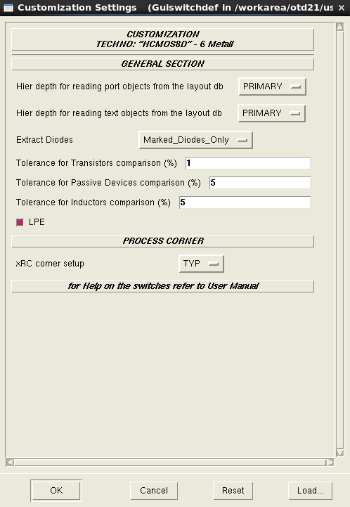 Customization Settings (Guiswitchdef in /workarea/otd21/us
CUSTOMIZATION
TECHNO: "HCMOS8D" - 6 Metall
GENERAL SECTION
Hier depth for reading port objects from the layout db PRIMARY
Hier depth for reading text objects from the layout db PRIMARY
Extract Diodes Marked_Diodes_Only
Tolerance for Transistors comparison (%) 1
Tolerance for Passive Devices comparison (%) 5
Tolerance for Inductors comparison (%) 5
LPE
PROCESS CORNER
xRC corner setup TYP
for Help on the switches refer to User Manual
OK Cancel Reset Load...